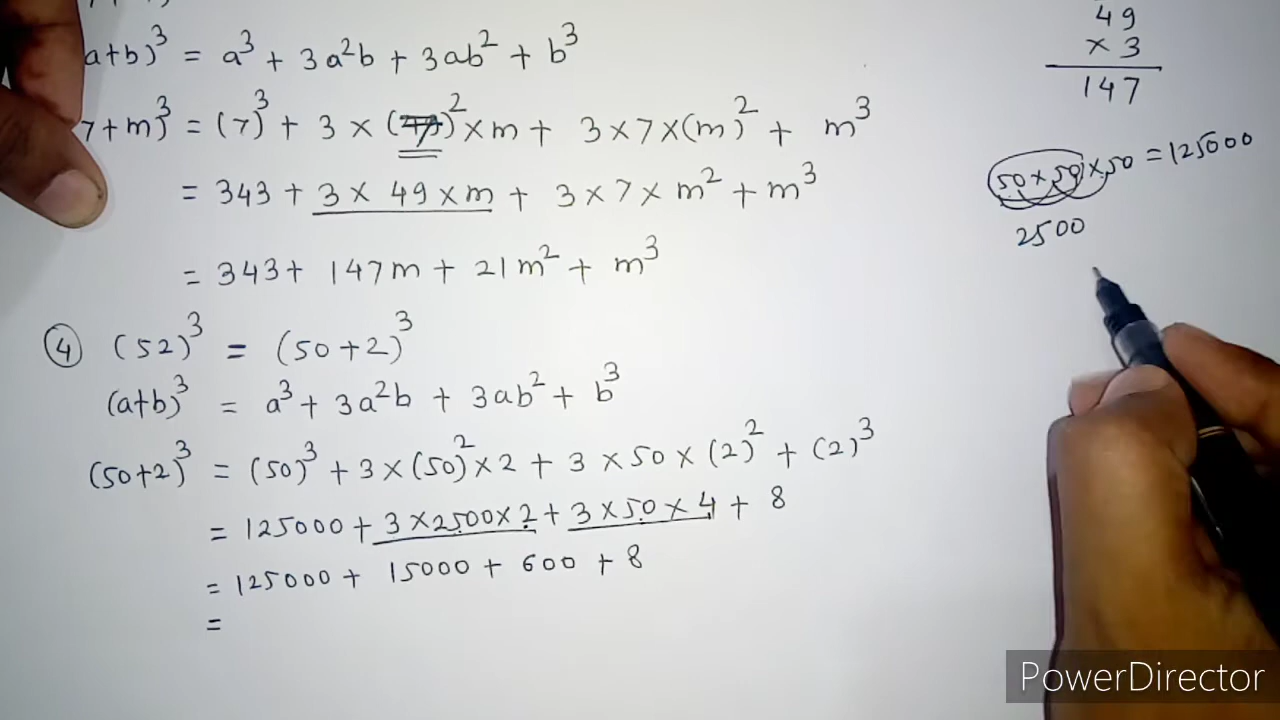 a+b)³ = a³ + 3a²b + 3ab² + b³
7+m)³ = (7)³ + 3 × (7)² × m + 3×7×(m)² + m³
= 343 + 3 × 49 × m + 3 × 7 × m² + m³
= 343 + 147m + 21m² + m³
④ (52)³ = (50+2)³
(a+b)³ = a³ + 3a²b + 3ab² + b³
(50+2)³ = (50)³ + 3×(50)²×2 + 3×50×(2)² + (2)³
= 125000 + 3×2500×2 + 3×50×4 + 8
= 125000 + 15000 + 600 + 8
=
49
× 3
147
50×50×50 = 125000
2500
PowerDirector